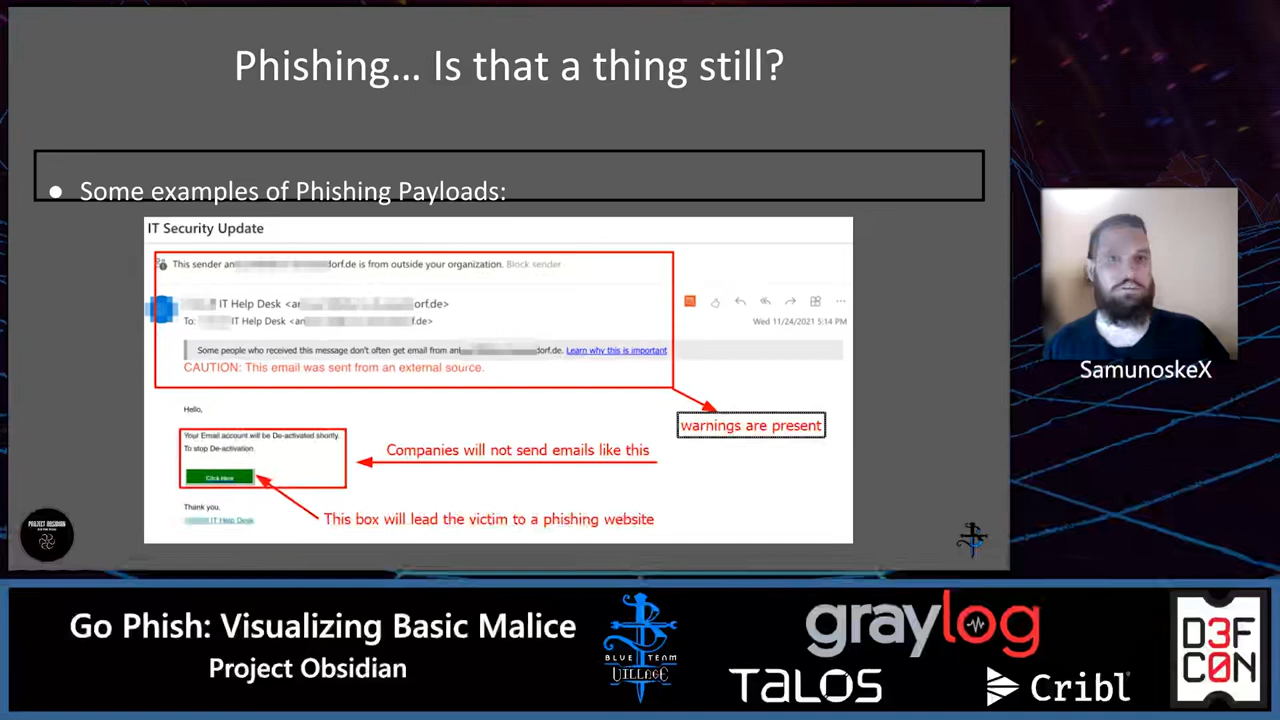 Phishing... Is that a thing still?
● Some examples of Phishing Payloads:
IT Security Update
This sender an dorf.de is from outside your organization. Block sender
IT Help Desk <an orf.de>
To: IT Help Desk <an f.de>
Wed 11/24/2021 5:14 PM
Some people who received this message don't often get email from ani dorf.de. Learn why this is important
CAUTION: This email was sent from an external source.
Hello,
warnings are present
Your Email account will be De-activated shortly.
To stop De-activation
Companies will not send emails like this
Click Here
Thank you,
IT Help Desk
This box will lead the victim to a phishing website
SamunoskeX
PROJECT OBSIDIAN
Go Phish: Visualizing Basic Malice
Project Obsidian
BLUE TEAM
VILLAGE
graylog
TALOS
Cribl
D3F
C0N